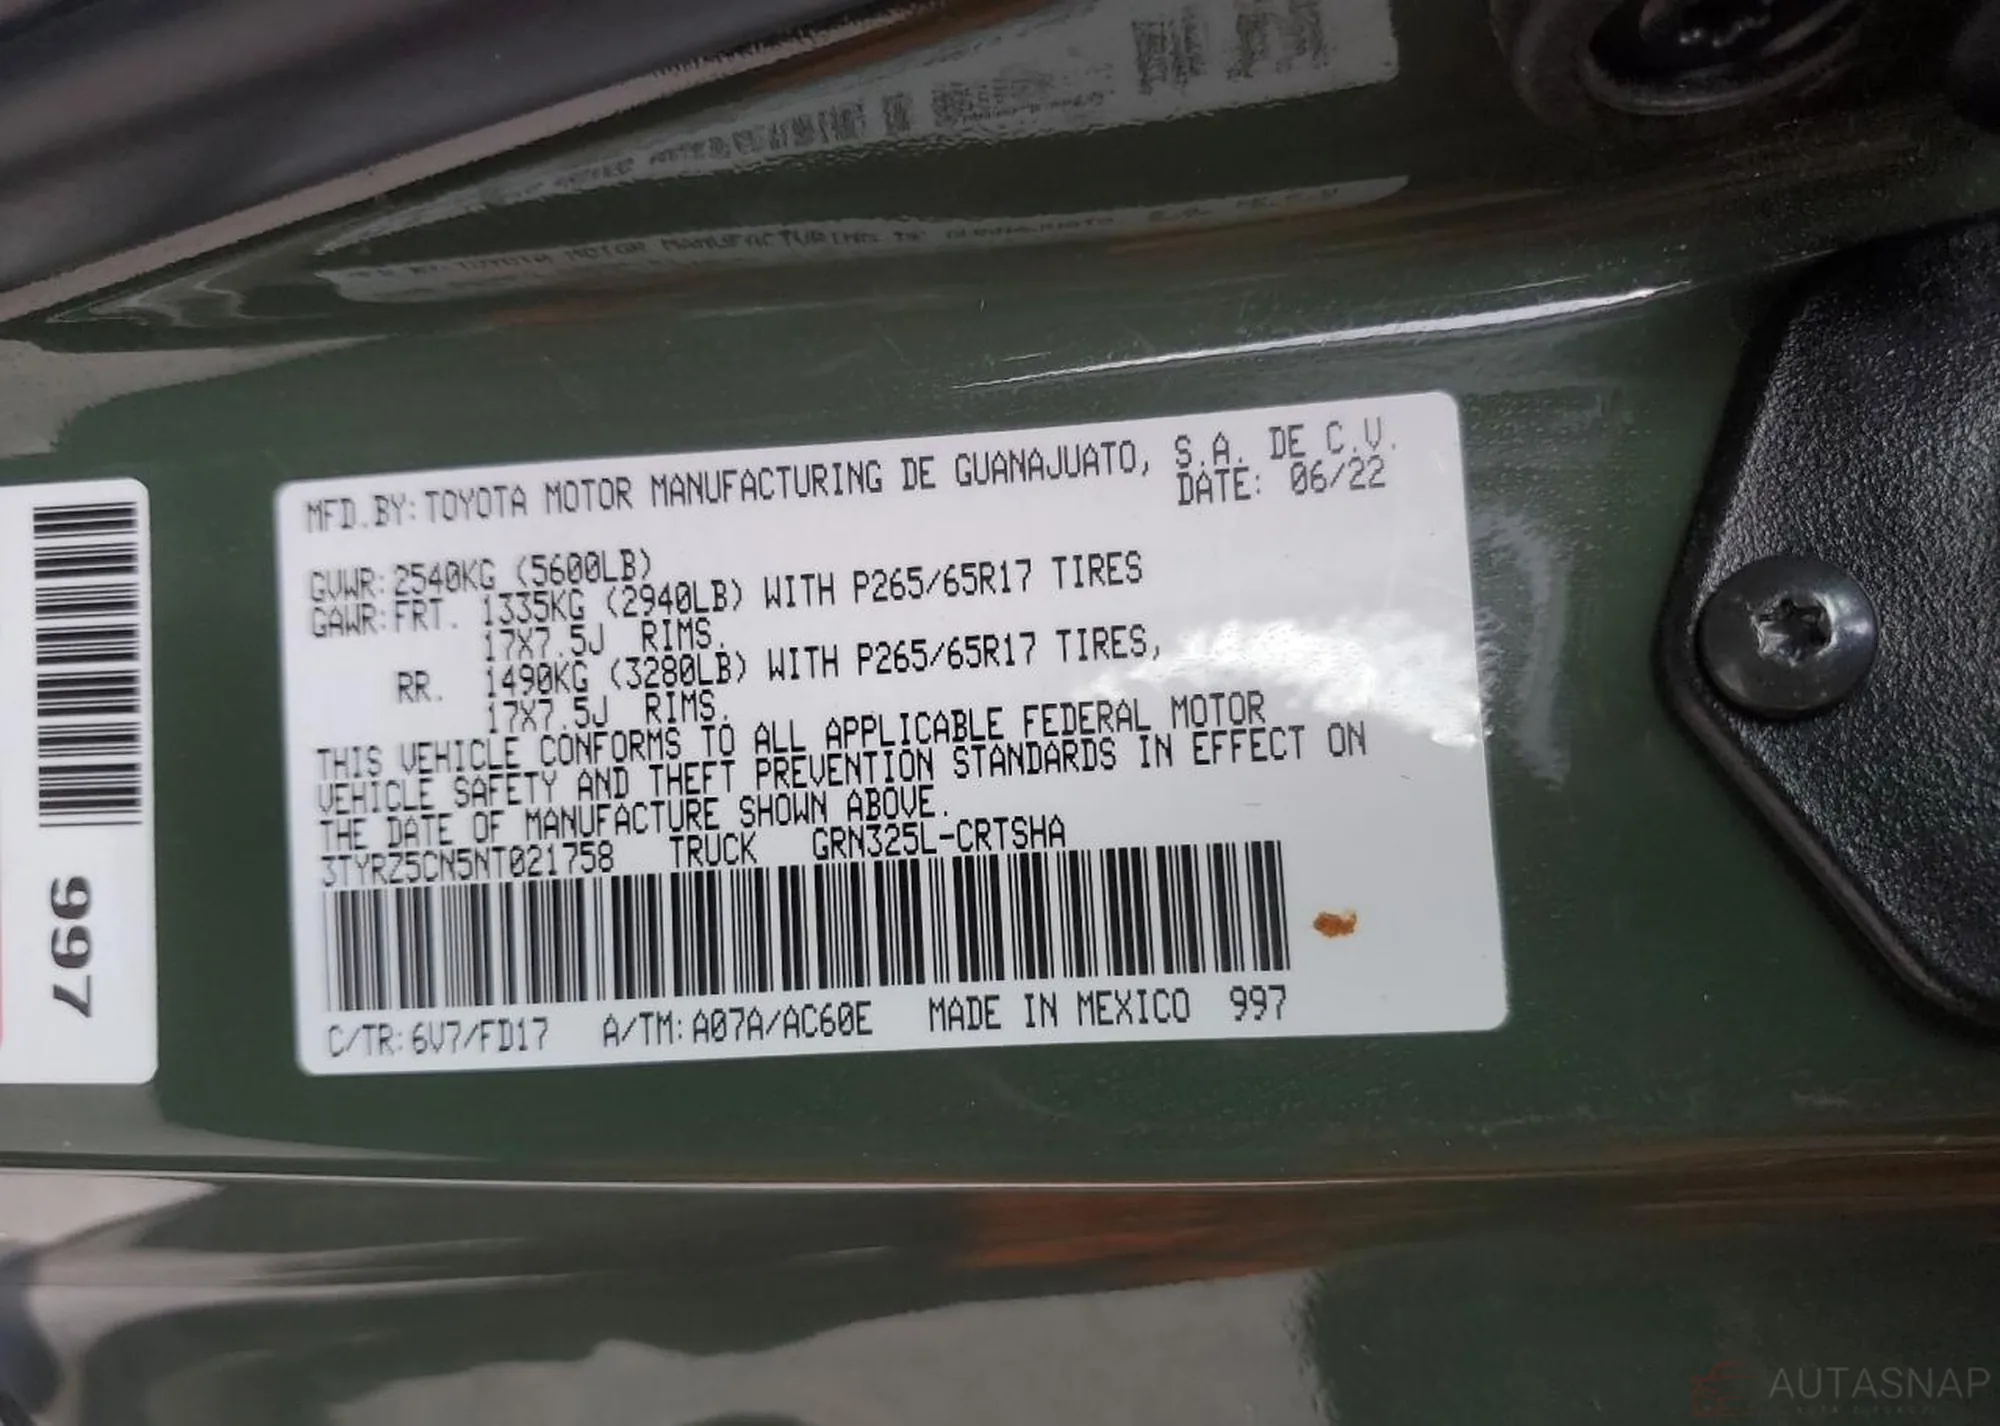 MFD.BY:TOYOTA MOTOR MANUFACTURING DE GUANAJUATO, S.A. DE C.V.
DATE: 06/22
GVWR:2540KG (5600LB)
GAWR:FRT. 1335KG (2940LB) WITH P265/65R17 TIRES
17X7.5J RIMS.
RR. 1490KG (3280LB) WITH P265/65R17 TIRES,
17X7.5J RIMS.
THIS VEHICLE CONFORMS TO ALL APPLICABLE FEDERAL MOTOR
VEHICLE SAFETY AND THEFT PREVENTION STANDARDS IN EFFECT ON
THE DATE OF MANUFACTURE SHOWN ABOVE.
3TYRZ5CN5NT021758 TRUCK GRN325L-CRTSHA
C/TR:6V7/FD17 A/TM:A07A/AC60E MADE IN MEXICO 997
997
AUTASNAP